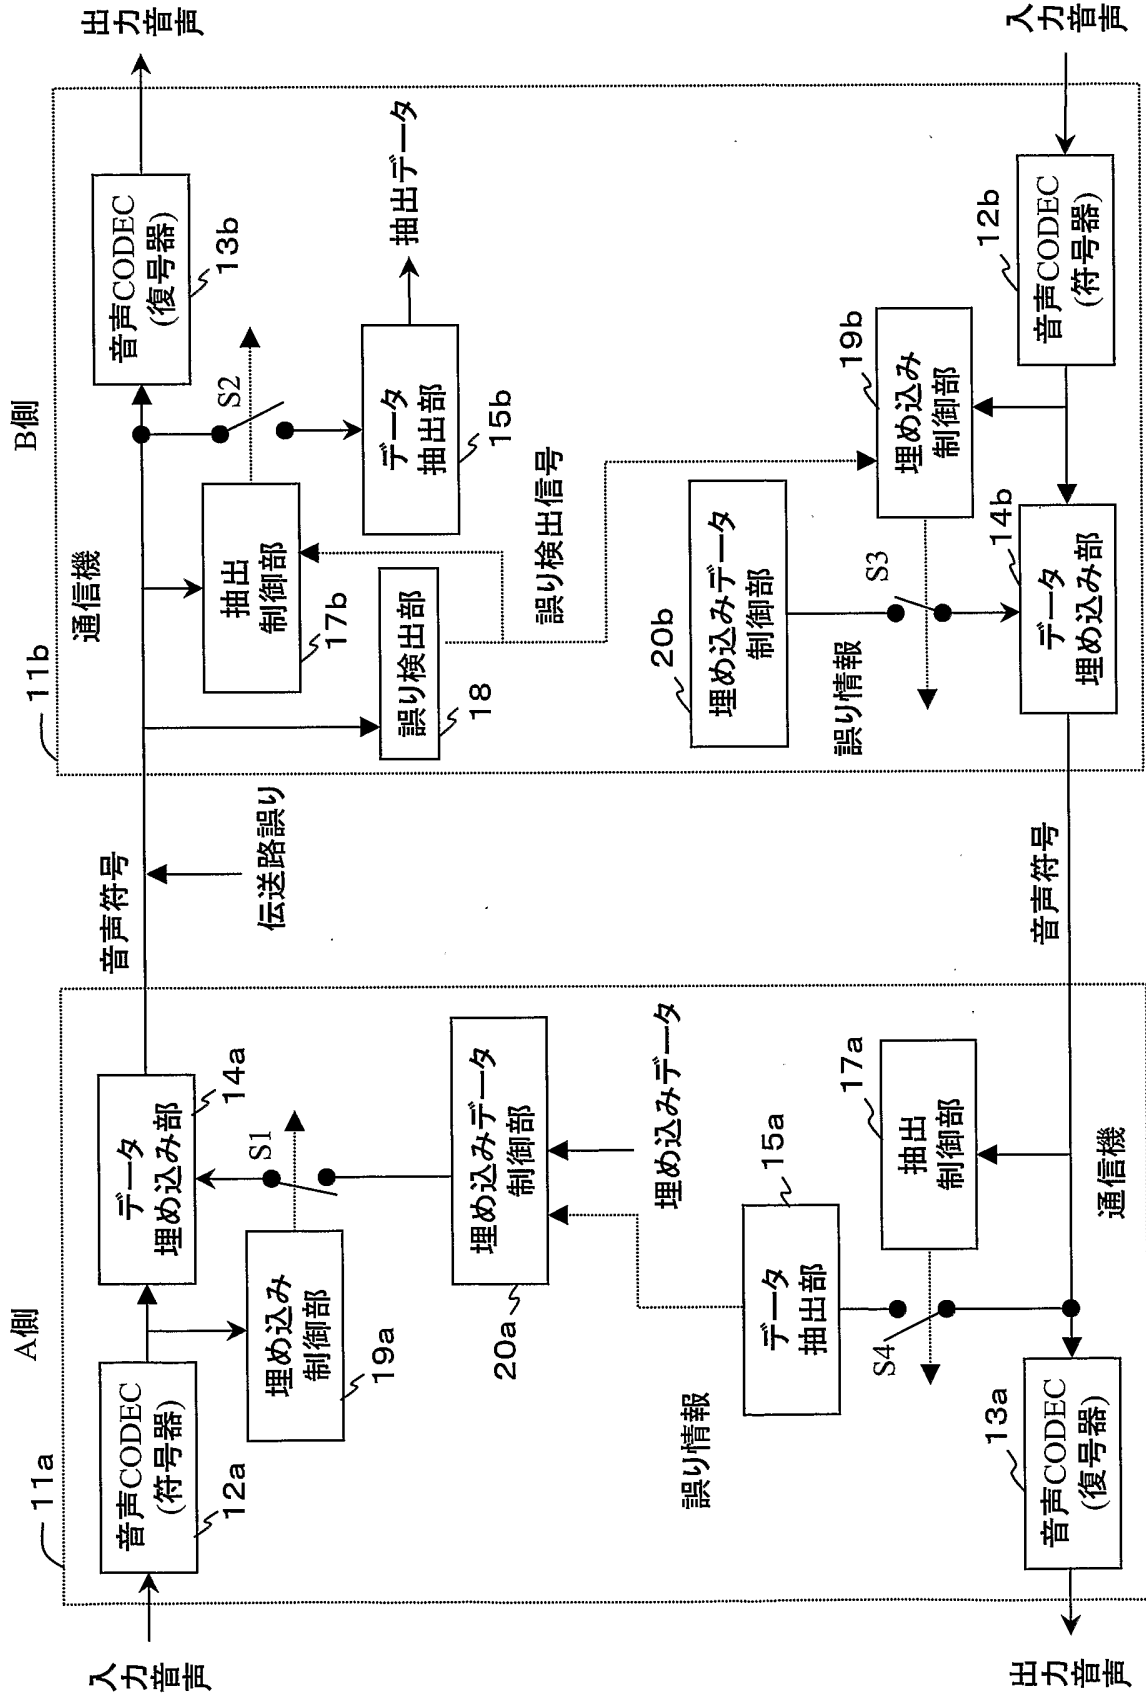 A側
11a
通信機
入力音声
音声CODEC
(符号器)
12a
データ
埋め込み部
14a
埋め込み
制御部
19a
S1
埋め込みデータ
制御部
20a
埋め込みデータ
誤り情報
データ
抽出部
15a
抽出
制御部
17a
S4
音声CODEC
(復号器)
13a
出力音声
音声符号
伝送路誤り
音声符号
B側
11b
通信機
音声CODEC
(復号器)
13b
出力音声
抽出
制御部
17b
S2
データ
抽出部
15b
抽出データ
誤り検出部
18
誤り検出信号
埋め込みデータ
制御部
20b
誤り情報
S3
埋め込み
制御部
19b
データ
埋め込み部
14b
音声CODEC
(符号器)
12b
入力音声